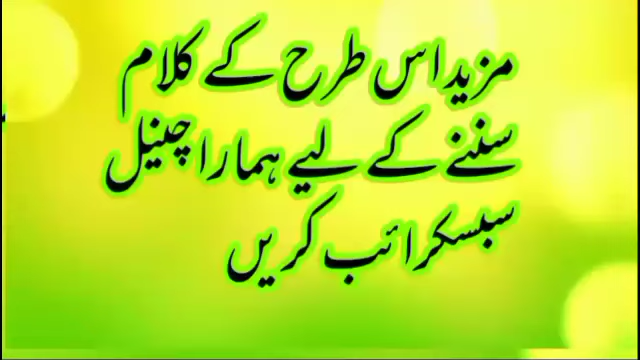 مزید اس طرح کے کلام
سننے کے لیے ہمارا چینل
سبسکرائب کریں